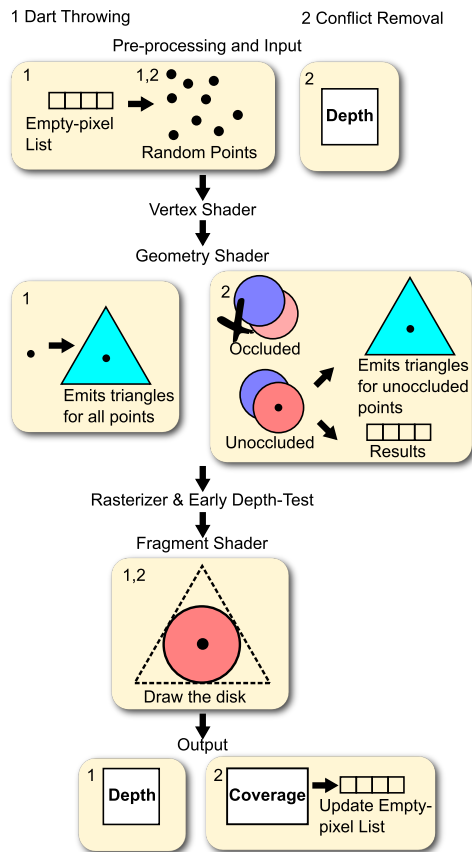 1 Dart Throwing
2 Conflict Removal
Pre-processing and Input
1
1,2
Empty-pixel
List
Random Points
2
Depth
Vertex Shader
Geometry Shader
1
Emits triangles
for all points
2
Occluded
Unoccluded
Emits triangles
for unoccluded
points
Results
Rasterizer & Early Depth-Test
Fragment Shader
1,2
Draw the disk
Output
1
Depth
2
Coverage
Update Empty-
pixel List